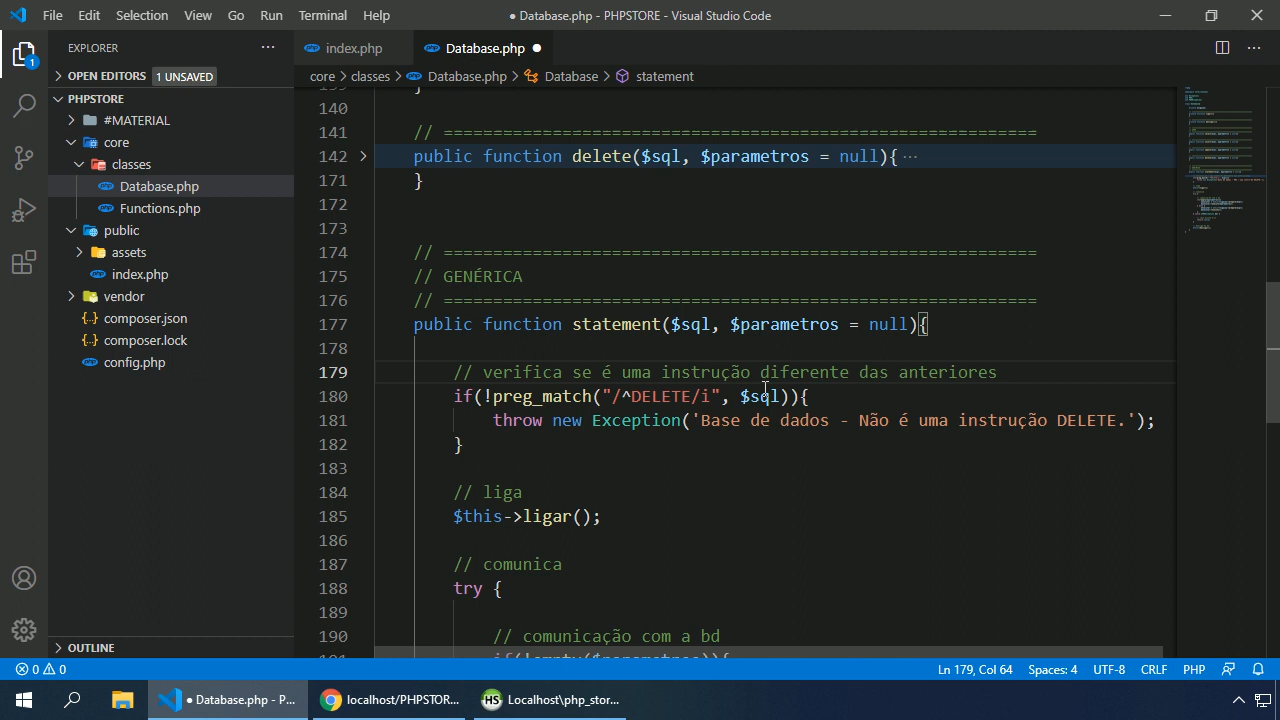 File Edit Selection View Go Run Terminal Help ● Database.php - PHPSTORE - Visual Studio Code
EXPLORER ···
OPEN EDITORS 1 UNSAVED
PHPSTORE
#MATERIAL
core
classes
Database.php
Functions.php
public
assets
index.php
vendor
composer.json
composer.lock
config.php
OUTLINE
1
index.php Database.php ●
core > classes > Database.php > Database > statement
140
141 // ============================================================
142 public function delete($sql, $parametros = null){ ···
171 }
172
173
174 // ============================================================
175 // GENÉRICA
176 // ============================================================
177 public function statement($sql, $parametros = null){
178
179 // verifica se é uma instrução diferente das anteriores
180 if(!preg_match("/^DELETE/i", $sql)){
181 throw new Exception('Base de dados - Não é uma instrução DELETE.');
182 }
183
184 // liga
185 $this->ligar();
186
187 // comunica
188 try {
189
190 // comunicação com a bd
0 0 Ln 179, Col 64 Spaces: 4 UTF-8 CRLF PHP
● Database.php - P... localhost/PHPSTOR... HS Localhost\php_stor...